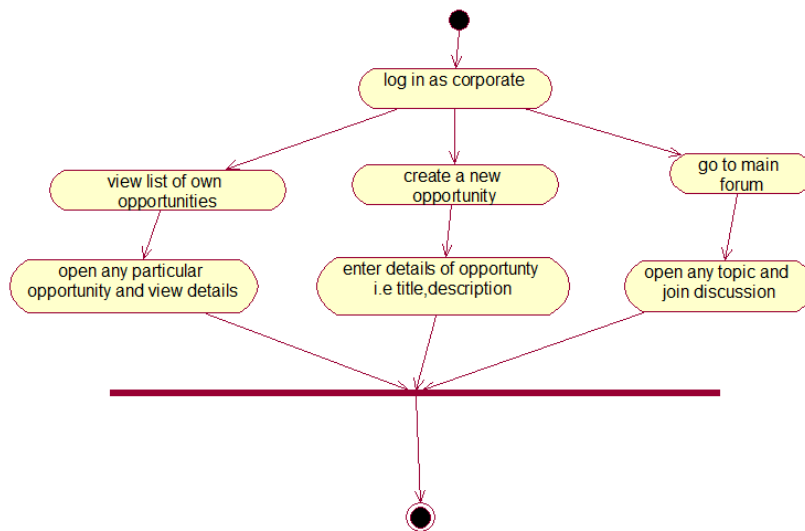 log in as corporate
view list of own
opportunities
create a new
opportunity
go to main
forum
open any particular
opportunity and view details
enter details of opportunty
i.e title,description
open any topic and
join discussion